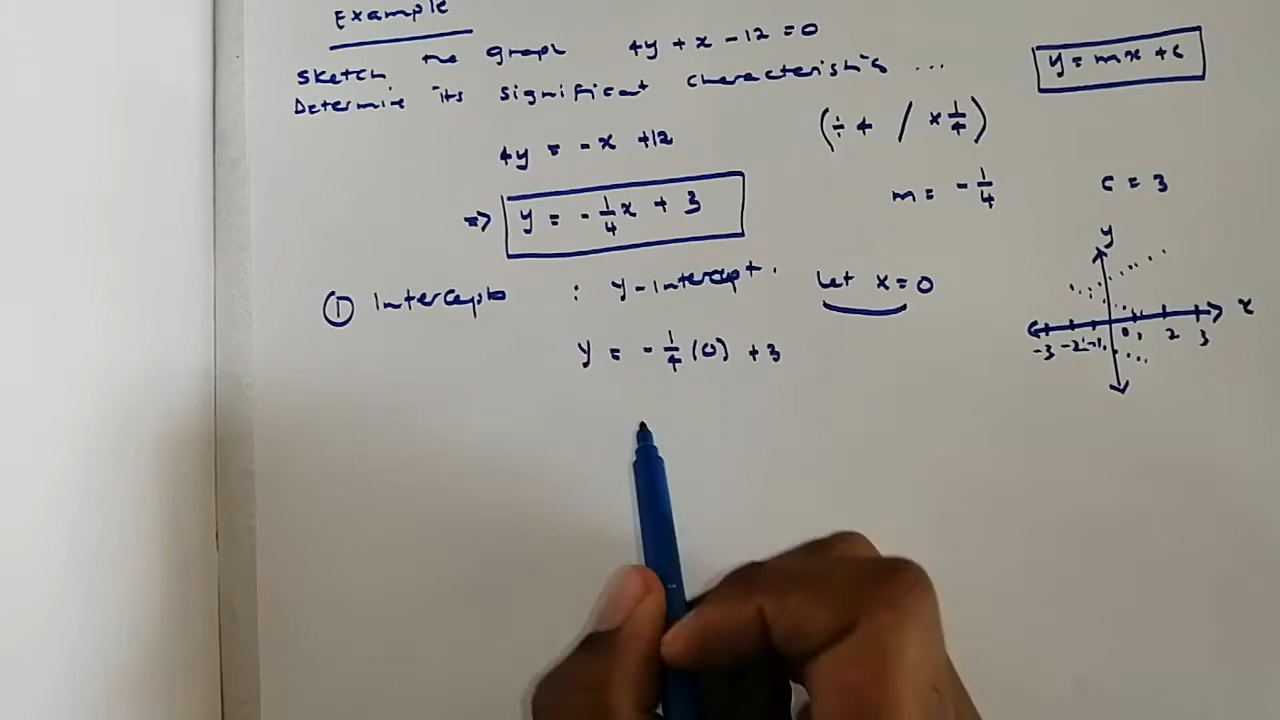 Example
Sketch the graph 4y + x - 12 = 0
Determine its significant characteristics ...
y = mx + c
4y = -x + 12
(÷ 4 / × 1/4)
⇒ y = - 1/4 x + 3
m = - 1/4
c = 3
① Intercepts : y-intercept.
Let x = 0
y = - 1/4 (0) + 3
y
x
-3 -2 -1 0 1 2 3